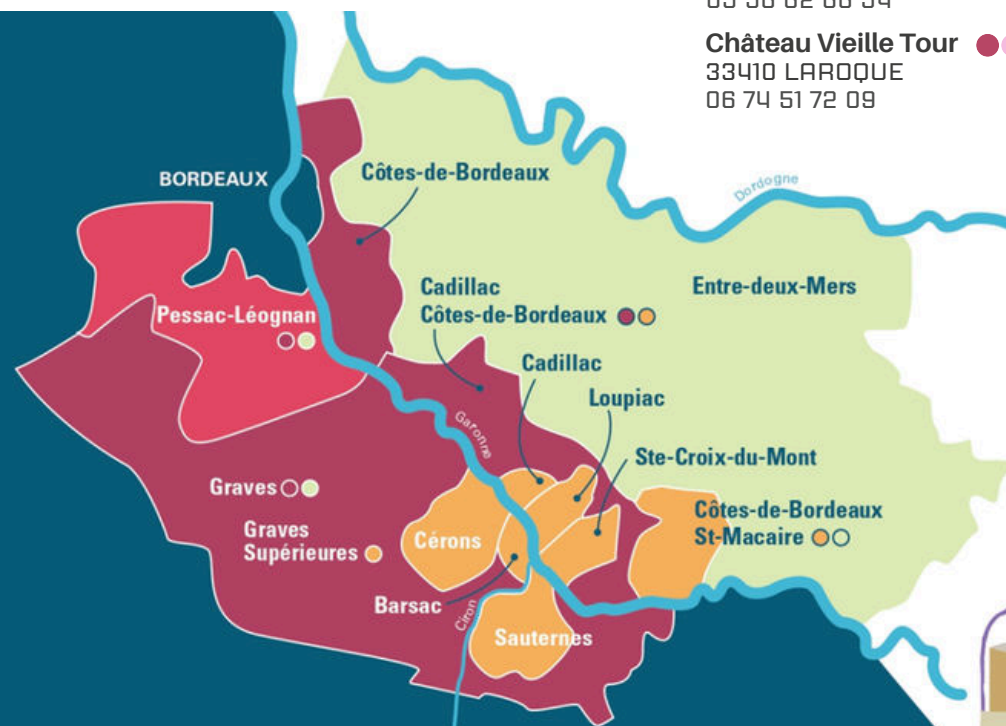 Château Vieille Tour
33410 LAROQUE
06 74 51 72 09
BORDEAUX
Côtes-de-Bordeaux
Dordogne
Cadillac
Côtes-de-Bordeaux
Entre-deux-Mers
Pessac-Léognan
Cadillac
Loupiac
Garonne
Ste-Croix-du-Mont
Graves
Côtes-de-Bordeaux
St-Macaire
Graves
Supérieures
Cérons
Barsac
Ciron
Sauternes